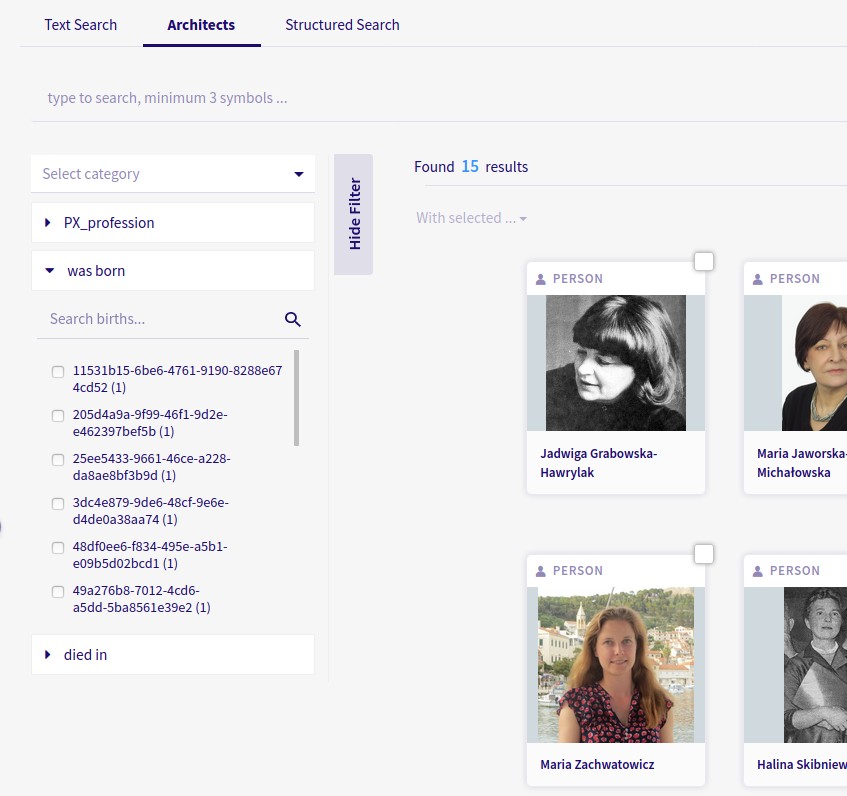 Text Search
Architects
Structured Search
type to search, minimum 3 symbols ...
Select category
PX_profession
was born
Search births...
11531b15-6be6-4761-9190-8288e67
4cd52 (1)
205d4a9a-9f99-46f1-9d2e-
e462397bef5b (1)
25ee5433-9661-46ce-a228-
da8ae8bf3b9d (1)
3dc4e879-9de6-48cf-9e6e-
d4de0a38aa74 (1)
48df0ee6-f834-495e-a5b1-
e09b5d02bcd1 (1)
49a276b8-7012-4cd6-
a5dd-5ba8561e39e2 (1)
died in
Hide Filter
Found 15 results
With selected ...
PERSON
Jadwiga Grabowska-
Hawrylak
PERSON
Maria Jaworska-
Michałowska
PERSON
Maria Zachwatowicz
PERSON
Halina Skibniew